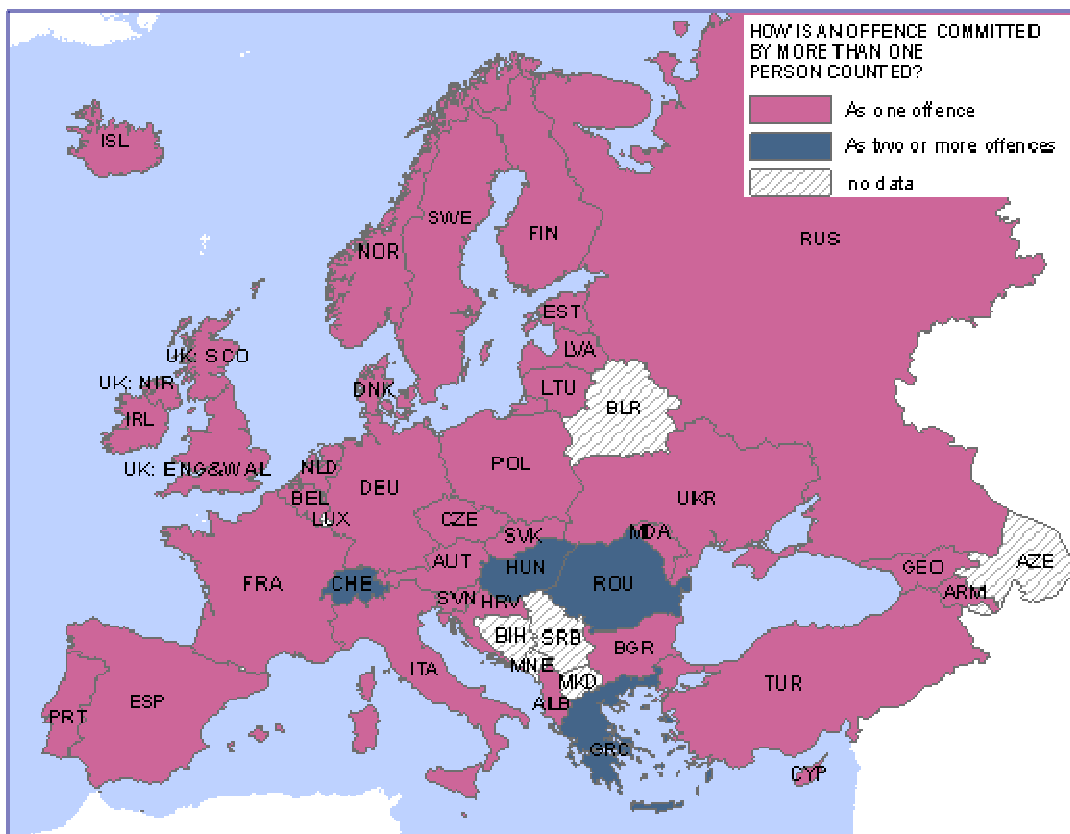 HOW IS AN OFFENCE COMMITTED
BY MORE THAN ONE
PERSON COUNTED?
As one offence
As two or more offences
no data
ISL
RUS
SWE
FIN
NOR
EST
LVA
UK: SCO
UK: NIR
DNK
LTU
BLR
IRL
UK: ENG&WAL
NLD
POL
DEU
BEL
UKR
LUX
CZE
SVK
MDA
AUT
HUN
AZE
GEO
FRA
CHE
ROU
ARM
SVN
HRV
BIH
SRB
BGR
MNE
ITA
MKD
TUR
ESP
ALB
PRT
GRC
CYP